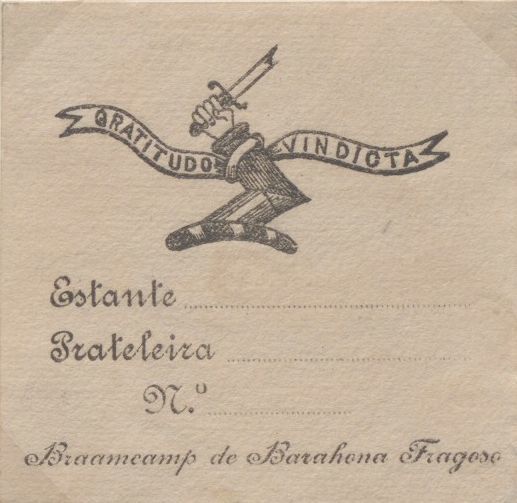 GRATITUDO VINDICTA
Estante
Prateleira
N.º
Braamcamp de Barahona Fragoso